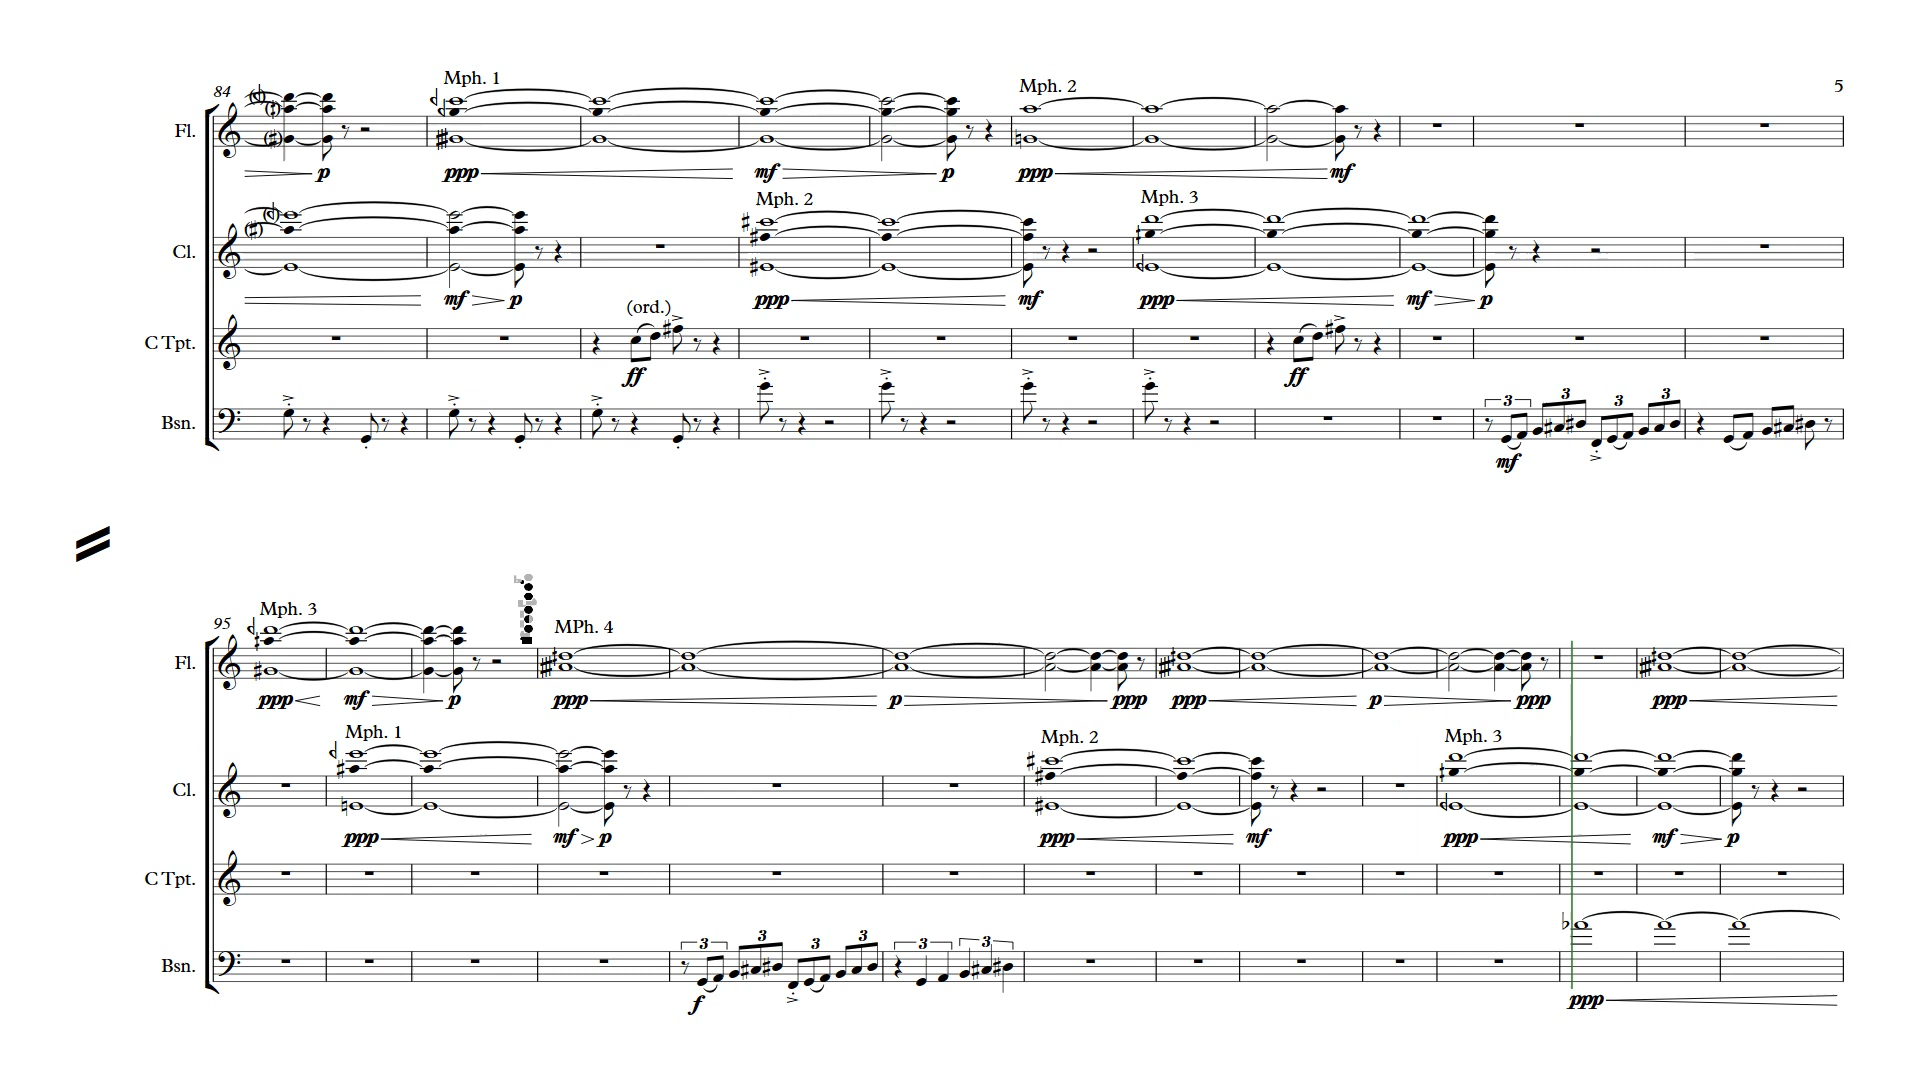 5
84
Mph. 1
Mph. 2
Fl.
p
ppp
mf
p
ppp
mf
Mph. 2
Mph. 3
Cl.
mf
p
ppp
mf
ppp
mf
p
(ord.)
C Tpt.
ff
ff
Bsn.
3
3
3
3
mf
95
Mph. 3
MPh. 4
Fl.
ppp
mf
p
ppp
p
ppp
ppp
p
ppp
ppp
Mph. 1
Mph. 2
Mph. 3
Cl.
ppp
mf
p
ppp
mf
ppp
mf
p
C Tpt.
Bsn.
3
3
3
3
3
3
f
ppp